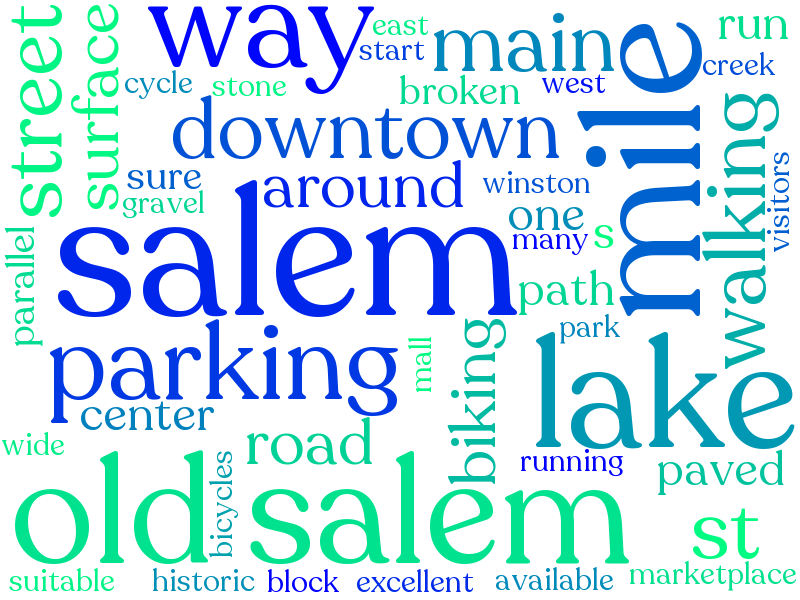 way
east
start
maine
run
creek
street
surface
cycle
stone
broken
west
mile
downtown
sure
gravel
around
winston
one
many
s
walking
visitors
salem
parallel
path
park
parking
center
mall
biking
lake
wide
road
running
paved
old salem
bicycles
st
suitable
historic
block
excellent
available
marketplace